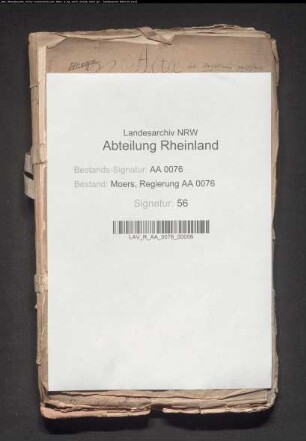 Landesarchiv NRW
Abteilung Rheinland
Bestands-Signatur: AA 0076
Bestand: Moers, Regierung AA 0076
Signatur: 56
LAV_R_AA_0076_00056